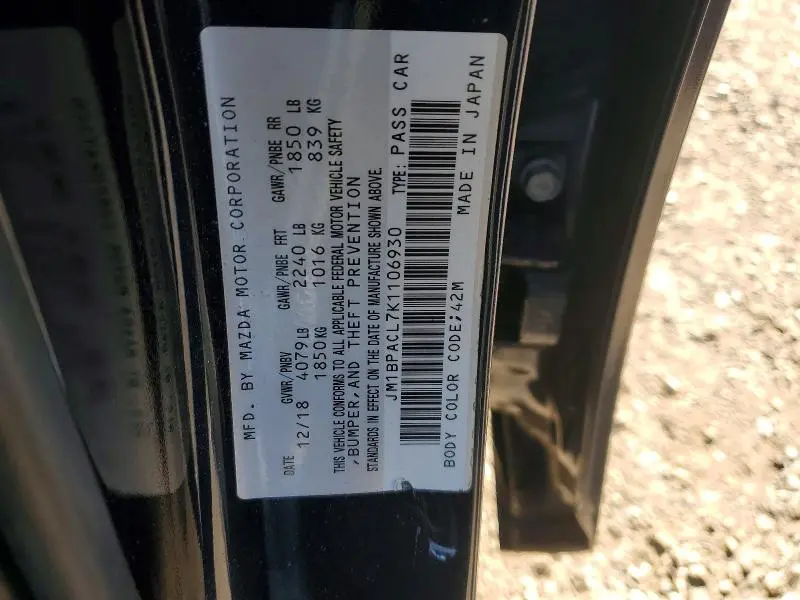 MFD. BY MAZDA MOTOR CORPORATION
DATE GVWR/PNBV GAWR/PNBE FRT GAWR/PNBE RR
12/18 4079 LB 2240 LB 1850 LB
1850KG 1016 KG 839 KG
THIS VEHICLE CONFORMS TO ALL APPLICABLE FEDERAL MOTOR VEHICLE SAFETY
,BUMPER,AND THEFT PREVENTION
STANDARDS IN EFFECT ON THE DATE OF MANUFACTURE SHOWN ABOVE.
JM1BPACL7K1106930 TYPE: PASS CAR
BODY COLOR CODE;42M MADE IN JAPAN